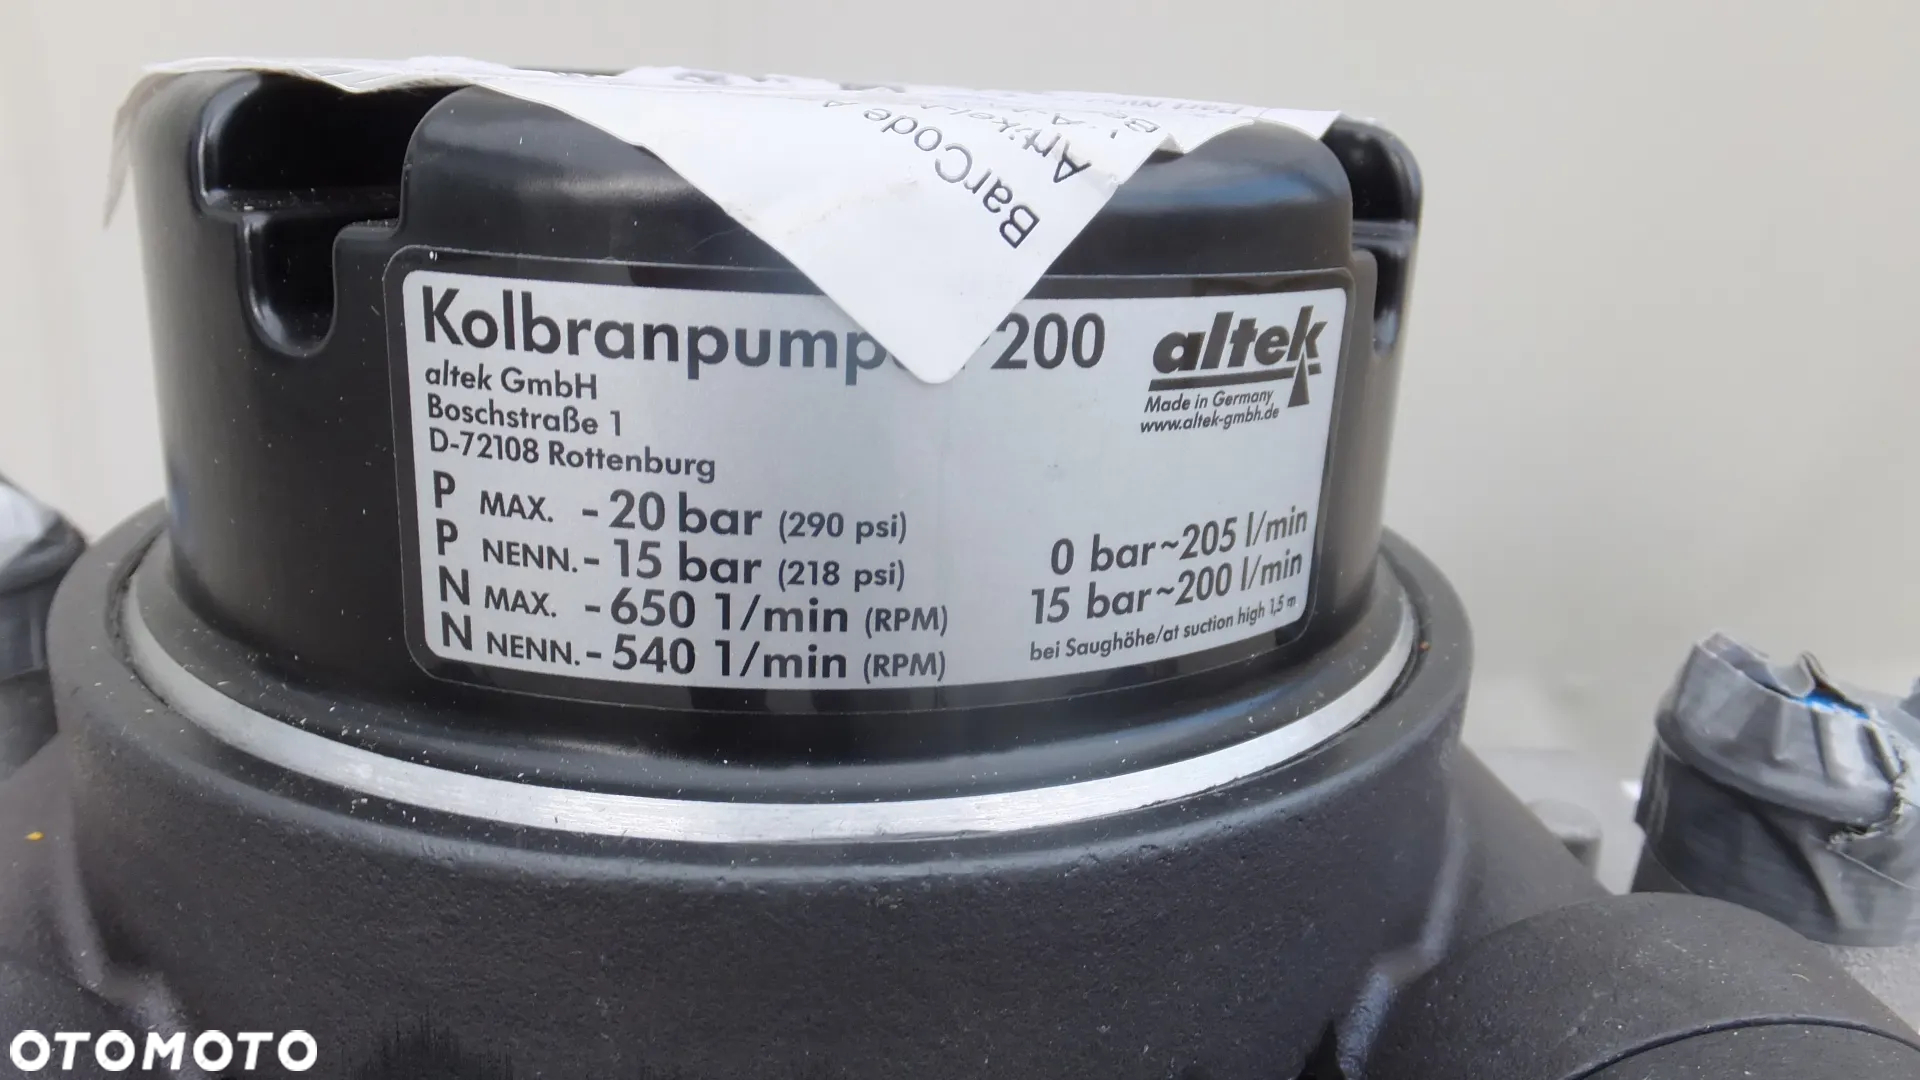 BarCode A
Kolbranpump 200
altek GmbH
Boschstraße 1
D-72108 Rottenburg
altek
Made in Germany
www.altek-gmbh.de
P MAX. - 20 bar (290 psi)
P NENN. - 15 bar (218 psi)
N MAX. - 650 1/min (RPM)
N NENN. - 540 1/min (RPM)
0 bar~205 l/min
15 bar~200 l/min
bei Saughöhe/at suction high 1,5 m
OTOMOTO